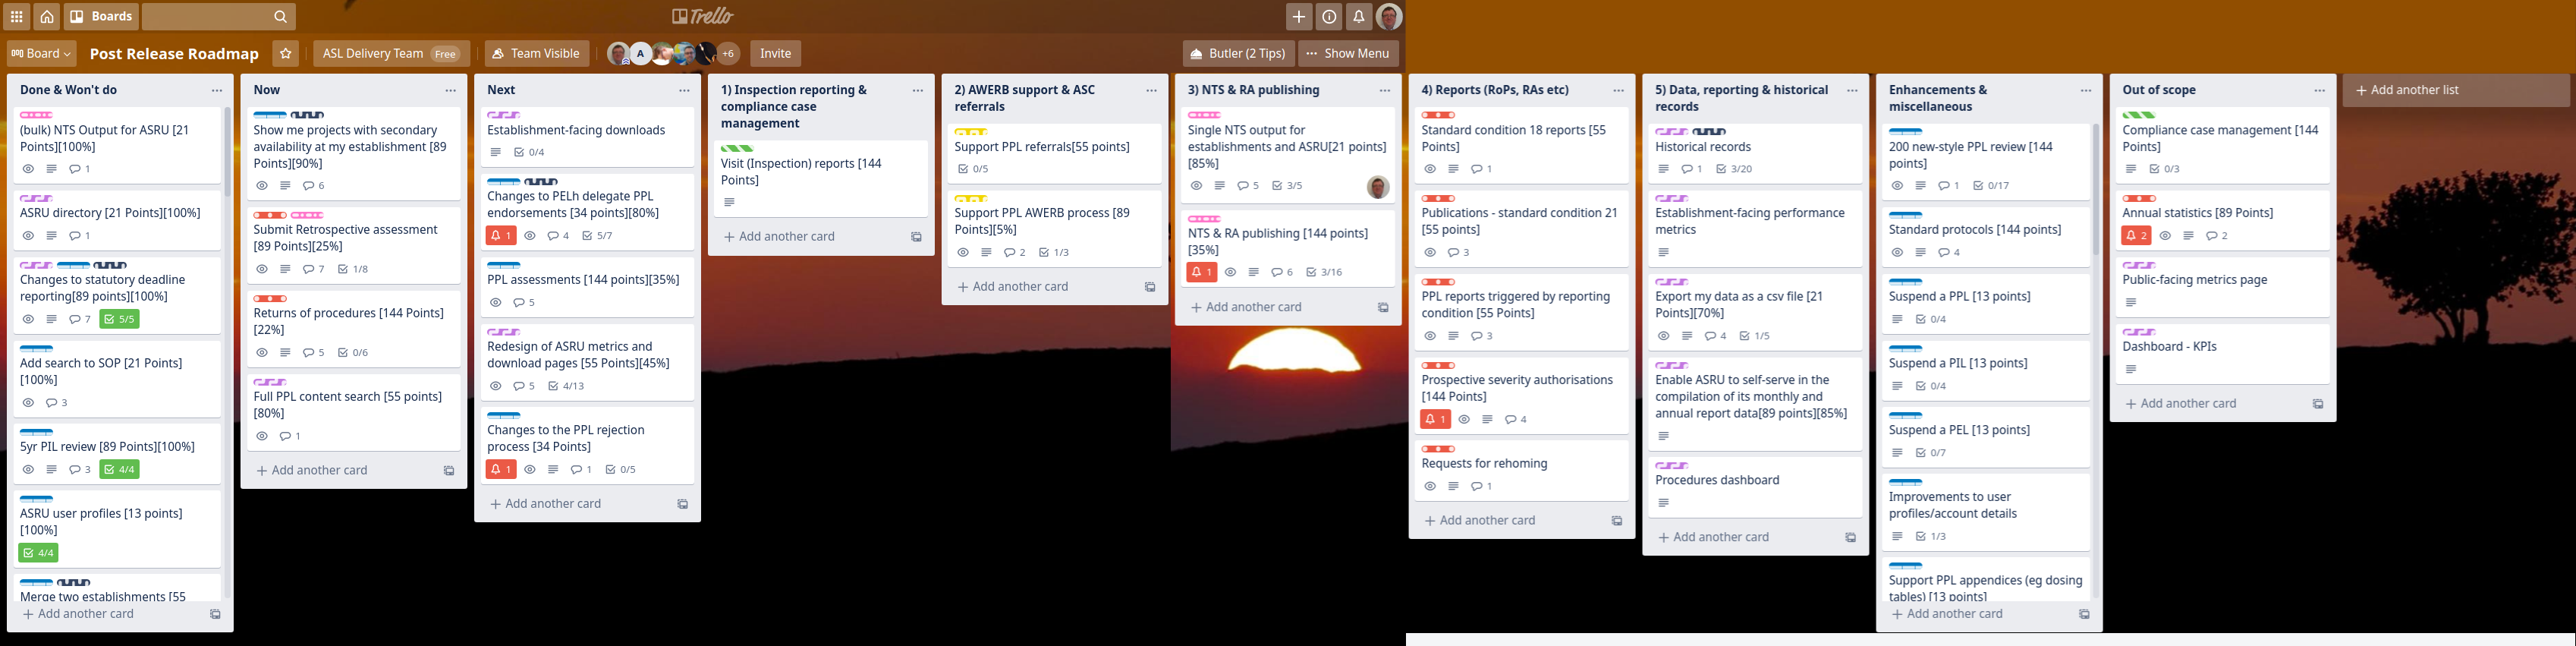 Boards
Trello
Board
Post Release Roadmap
ASL Delivery Team Free
Team Visible
A
+6
Invite
Butler (2 Tips)
Show Menu
Done & Won't do
(bulk) NTS Output for ASRU [21
Points][100%]
1
ASRU directory [21 Points][100%]
1
Changes to statutory deadline
reporting[89 points][100%]
7 5/5
Add search to SOP [21 Points]
[100%]
3
5yr PIL review [89 Points][100%]
3 4/4
ASRU user profiles [13 points]
[100%]
4/4
Merge two establishments [55
Add another card
Now
Show me projects with secondary
availability at my establishment [89
Points][90%]
6
Submit Retrospective assessment
[89 Points][25%]
7 1/8
Returns of procedures [144 Points]
[22%]
5 0/6
Full PPL content search [55 points]
[80%]
1
Add another card
Next
Establishment-facing downloads
0/4
Changes to PELh delegate PPL
endorsements [34 points][80%]
1 4 5/7
PPL assessments [144 points][35%]
5
Redesign of ASRU metrics and
download pages [55 Points][45%]
5 4/13
Changes to the PPL rejection
process [34 Points]
1 1 0/5
Add another card
1) Inspection reporting &
compliance case
management
Visit (Inspection) reports [144
Points]
Add another card
2) AWERB support & ASC
referrals
Support PPL referrals[55 points]
0/5
Support PPL AWERB process [89
Points][5%]
2 1/3
Add another card
3) NTS & RA publishing
Single NTS output for
establishments and ASRU[21 points]
[85%]
5 3/5
NTS & RA publishing [144 points]
[35%]
1 6 3/16
Add another card
4) Reports (RoPs, RAs etc)
Standard condition 18 reports [55
Points]
1
Publications - standard condition 21
[55 points]
3
PPL reports triggered by reporting
condition [55 Points]
3
Prospective severity authorisations
[144 Points]
1 4
Requests for rehoming
1
Add another card
5) Data, reporting & historical
records
Historical records
1 3/20
Establishment-facing performance
metrics
Export my data as a csv file [21
Points][70%]
4 1/5
Enable ASRU to self-serve in the
compilation of its monthly and
annual report data[89 points][85%]
Procedures dashboard
Add another card
Enhancements &
miscellaneous
200 new-style PPL review [144
points]
1 0/17
Standard protocols [144 points]
4
Suspend a PPL [13 points]
0/4
Suspend a PIL [13 points]
0/4
Suspend a PEL [13 points]
0/7
Improvements to user
profiles/account details
1/3
Support PPL appendices (eg dosing
tables) [13 points]
Add another card
Out of scope
Compliance case management [144
Points]
0/3
Annual statistics [89 Points]
2 2
Public-facing metrics page
Dashboard - KPIs
Add another card
Add another list